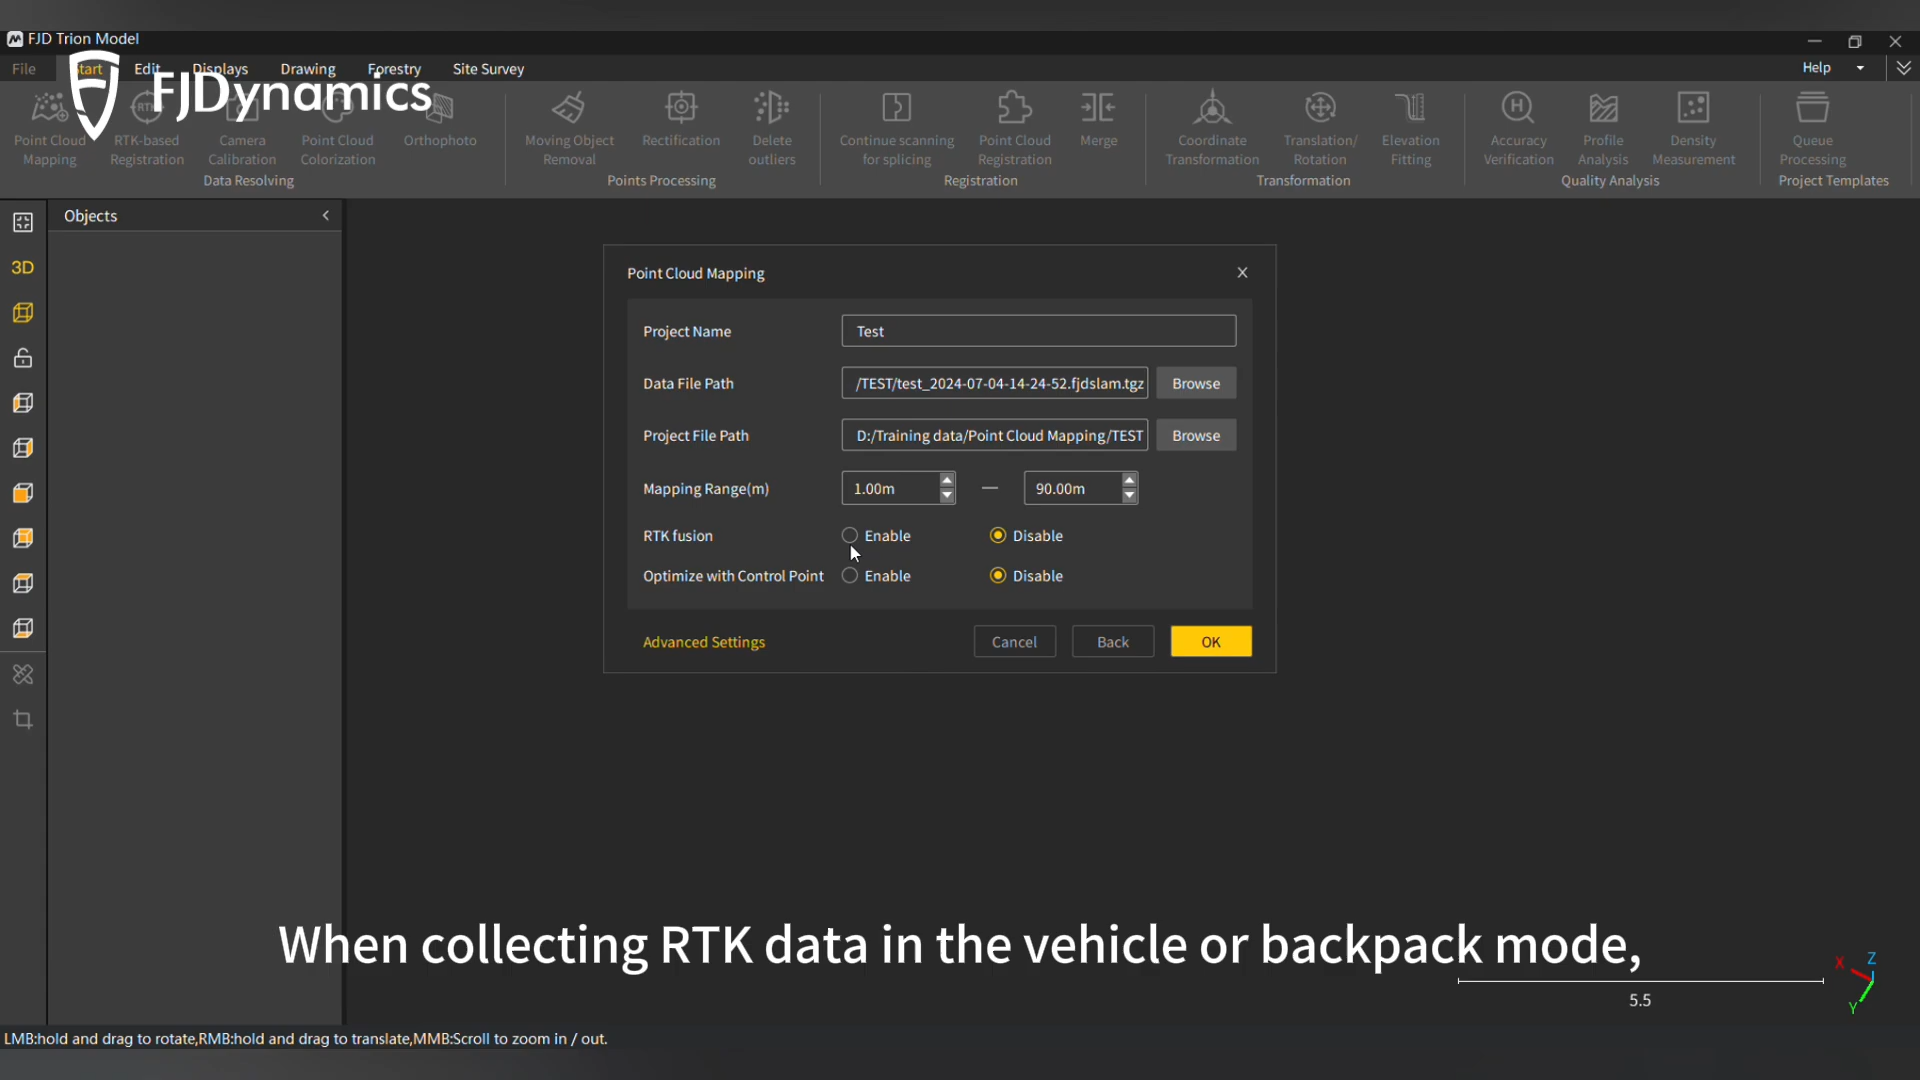 FJD Trion Model
File Start Edit Displays Drawing Forestry Site Survey Help
FJDynamics
Point Cloud Mapping
RTK-based Registration
Camera Calibration
Point Cloud Colorization
Orthophoto
Data Resolving
Moving Object Removal
Rectification
Delete outliers
Points Processing
Continue scanning for splicing
Point Cloud Registration
Merge
Registration
Coordinate Transformation
Translation/ Rotation
Elevation Fitting
Transformation
Accuracy Verification
Profile Analysis
Density Measurement
Quality Analysis
Queue Processing
Project Templates
Objects
3D
Point Cloud Mapping
Project Name Test
Data File Path /TEST/test_2024-07-04-14-24-52.fjdslam.tgz Browse
Project File Path D:/Training data/Point Cloud Mapping/TEST Browse
Mapping Range(m) 1.00m — 90.00m
RTK fusion Enable Disable
Optimize with Control Point Enable Disable
Advanced Settings Cancel Back OK
When collecting RTK data in the vehicle or backpack mode,
X Z Y
5.5
LMB:hold and drag to rotate,RMB:hold and drag to translate,MMB:Scroll to zoom in / out.